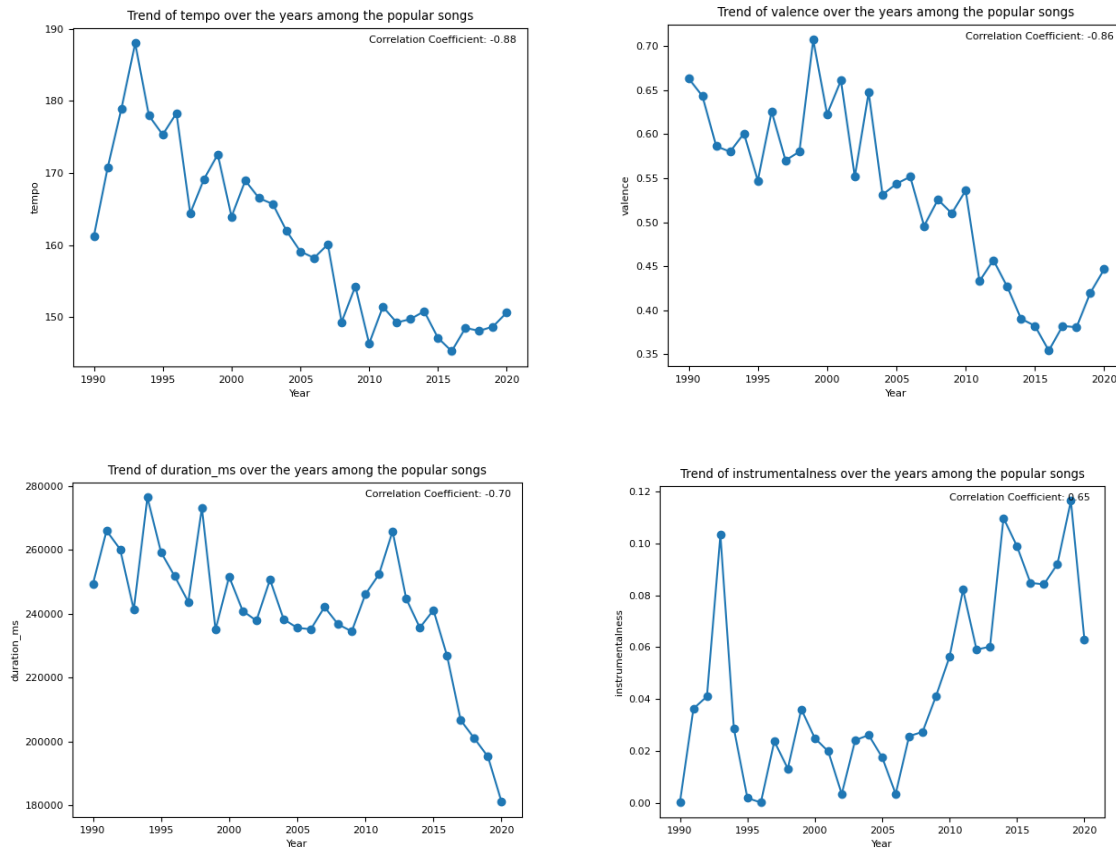 Trend of tempo over the years among the popular songs
Correlation Coefficient: -0.88
190
180
170
160
150
tempo
1990 1995 2000 2005 2010 2015 2020
Year
Trend of valence over the years among the popular songs
Correlation Coefficient: -0.86
0.70
0.65
0.60
0.55
0.50
0.45
0.40
0.35
valence
1990 1995 2000 2005 2010 2015 2020
Year
Trend of duration_ms over the years among the popular songs
Correlation Coefficient: -0.70
280000
260000
240000
220000
200000
180000
duration_ms
1990 1995 2000 2005 2010 2015 2020
Year
Trend of instrumentalness over the years among the popular songs
Correlation Coefficient: 0.65
0.12
0.10
0.08
0.06
0.04
0.02
0.00
instrumentalness
1990 1995 2000 2005 2010 2015 2020
Year